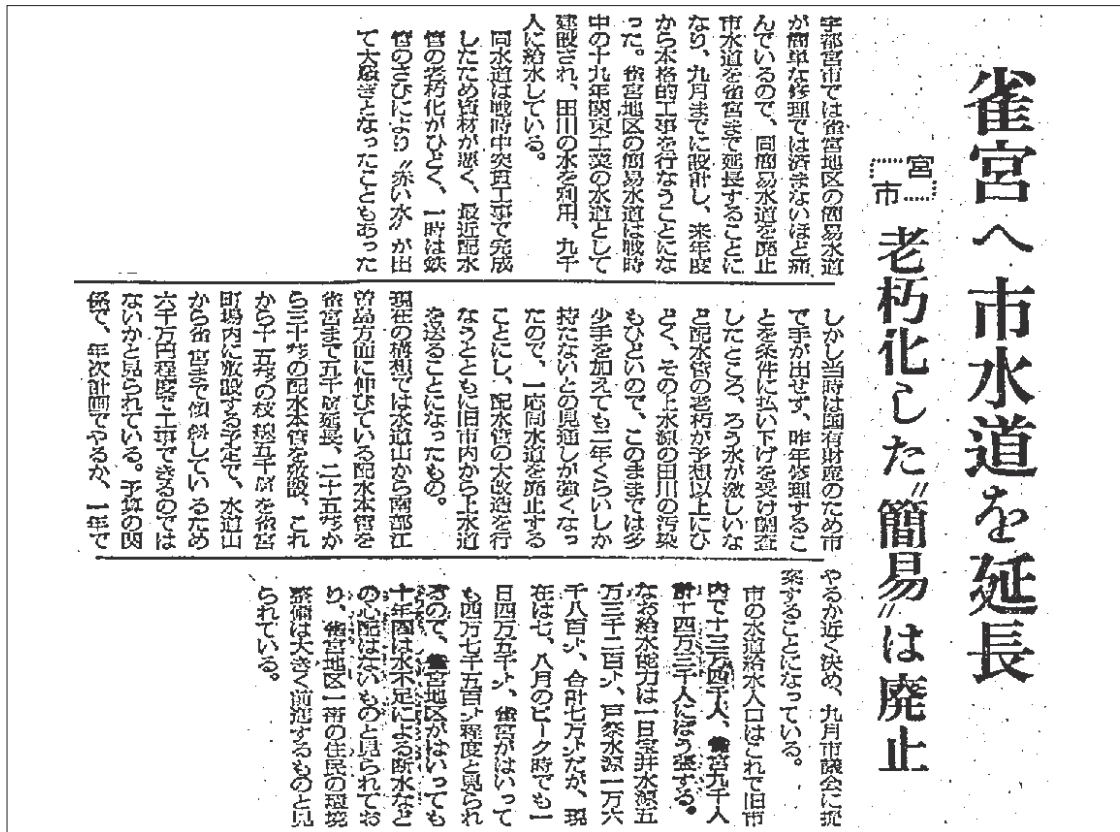 雀宮へ市水道を延長
宮市
老朽化した〃簡易〃は廃止
宇都宮市では雀宮地区の簡易水道
が簡単な修理では済まないほど痛
んでいるので、同簡易水道を廃止
市水道を雀宮まで延長することに
なり、九月までに設計し、来年度
から本格的工事を行なうことにな
った。雀宮地区の簡易水道は戦時
中の十九年関東工業の水道として
建設され、田川の水を利用、九千
人に給水している。
同水道は戦時中突貫工事で完成
したため資材が悪く、最近配水
管の老朽化がひどく、一時は鉄
管のさびにより〃赤い水〃が出
て大騒ぎとなったこともあった
しかし当時は国有財産のため市
で手が出せず、昨年修理するこ
とを条件に払い下げを受け調査
したところ、ろう水が激しいな
ど配水管の老朽が予想以上にひ
どく、その上水源の田川の汚染
もひどいので、このままでは多
少手を加えても二年くらいしか
持たないとの見通しが強くなっ
たので、一応同水道を廃止する
ことにし、配水管の大改造を行
なうとともに旧市内から上水道
を送ることになったもの。
現在の構想では水道山から南部江
曽島方面に伸びている配水本管を
雀宮まで五千㍍延長、二十五㌢か
ら三十㌢の配水本管を敷設、これ
から十五㌢の枝線五千㍍を雀宮
町場内に敷設する予定で、水道山
から雀宮まで傾斜しているため
六千万円程度で工事できるのでは
ないかと見られている。予算の関
係で、年次計画でやるか、一年で
やるか近く決め、九月市議会に提
案することになっている。
市の水道給水人口はこれで旧市
内で十三万四千人、雀宮九千人
計十四万三千人にぼう張する。
なお給水能力は一日宝井水源五
万三千二百㌧、戸祭水源一万六
千八百㌧、合計七万㌧だが、現
在は七、八月のピーク時でも一
日四万五千㌧、雀宮がはいって
も四万七千五百㌧程度と見られ
るので、雀宮地区がはいっても
十年間は水不足による断水など
の心配はないものと見られてお
り、雀宮地区一帯の住民の環境
整備は大きく前進するものと見
られている。